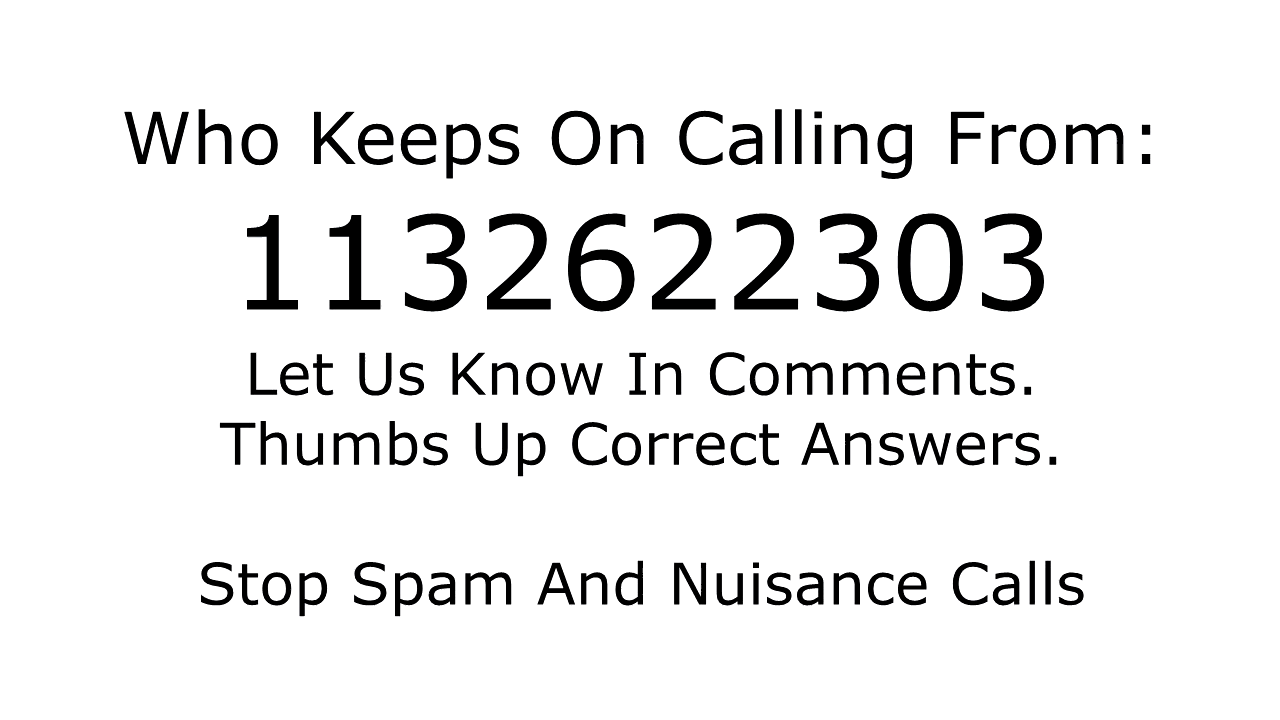 Who Keeps On Calling From:
1132622303
Let Us Know In Comments.
Thumbs Up Correct Answers.
Stop Spam And Nuisance Calls